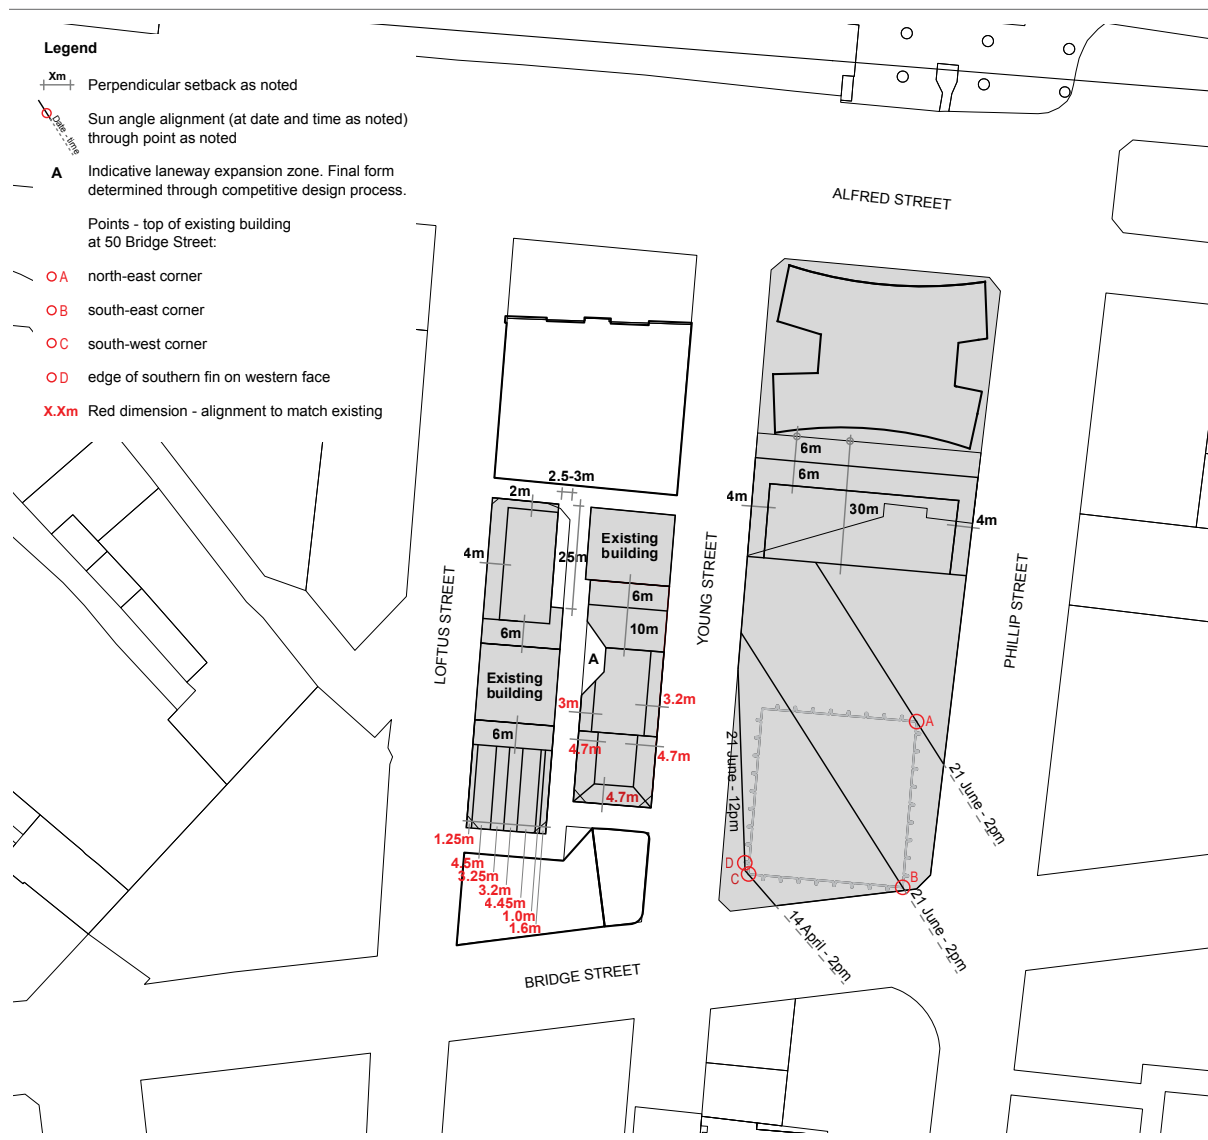 Legend
Xm
Perpendicular setback as noted
Date - time
Sun angle alignment (at date and time as noted)
through point as noted
A
Indicative laneway expansion zone. Final form
determined through competitive design process.
Points - top of existing building
at 50 Bridge Street:
A north-east corner
B south-east corner
C south-west corner
D edge of southern fin on western face
X.Xm Red dimension - alignment to match existing
ALFRED STREET
6m
6m
2.5-3m
2m
4m
30m
4m
Existing
building
4m
25m
YOUNG STREET
PHILLIP STREET
LOFTUS STREET
6m
6m
10m
A
Existing
building
3m
3.2m
6m
4.7m
4.7m
4.7m
A
21 June - 12pm
21 June - 2pm
1.25m
4.5m
3.25m
3.2m
4.45m
1.0m
1.6m
D
C
B
21 June - 2pm
14 April - 2pm
BRIDGE STREET